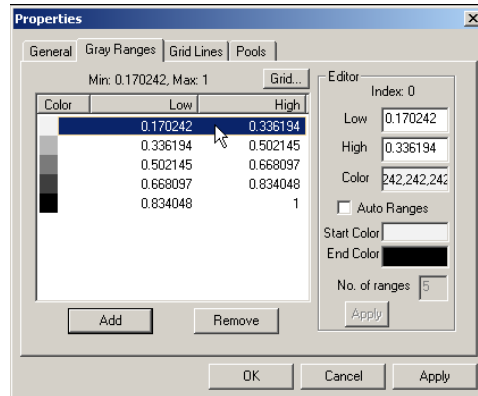 Properties
General Gray Ranges Grid Lines Pools
Min: 0.170242, Max: 1 Grid...
Color Low High
0.170242 0.336194
0.336194 0.502145
0.502145 0.668097
0.668097 0.834048
0.834048 1
Add Remove
Editor
Index: 0
Low 0.170242
High 0.336194
Color 242,242,242
Auto Ranges
Start Color
End Color
No. of ranges 5
Apply
OK Cancel Apply